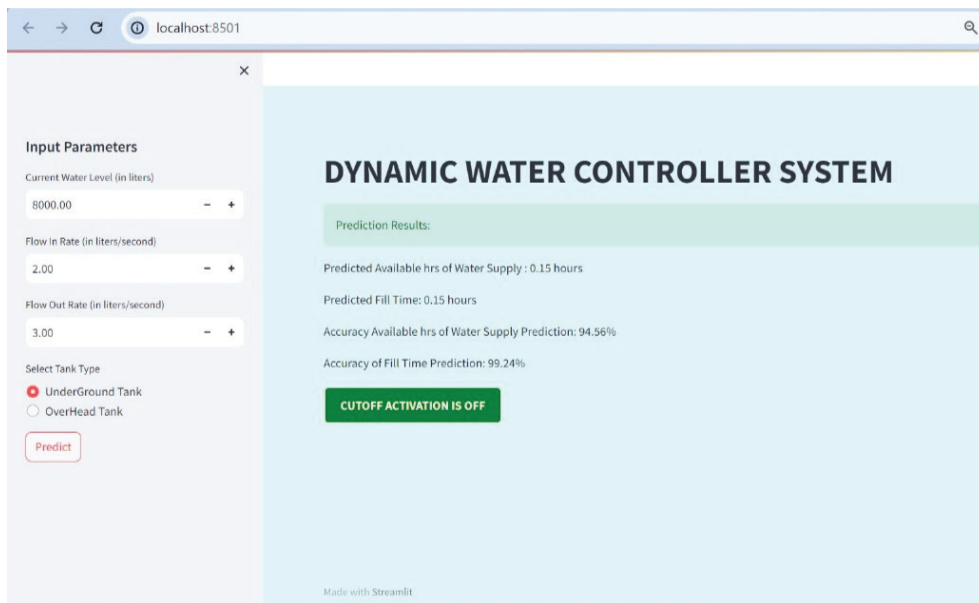 localhost:8501
Input Parameters
Current Water Level (in liters)
8000.00
Flow In Rate (in liters/second)
2.00
Flow Out Rate (in liters/second)
3.00
Select Tank Type
UnderGround Tank
OverHead Tank
Predict
DYNAMIC WATER CONTROLLER SYSTEM
Prediction Results:
Predicted Available hrs of Water Supply : 0.15 hours
Predicted Fill Time: 0.15 hours
Accuracy Available hrs of Water Supply Prediction: 94.56%
Accuracy of Fill Time Prediction: 99.24%
CUTOFF ACTIVATION IS OFF
Made with Streamlit